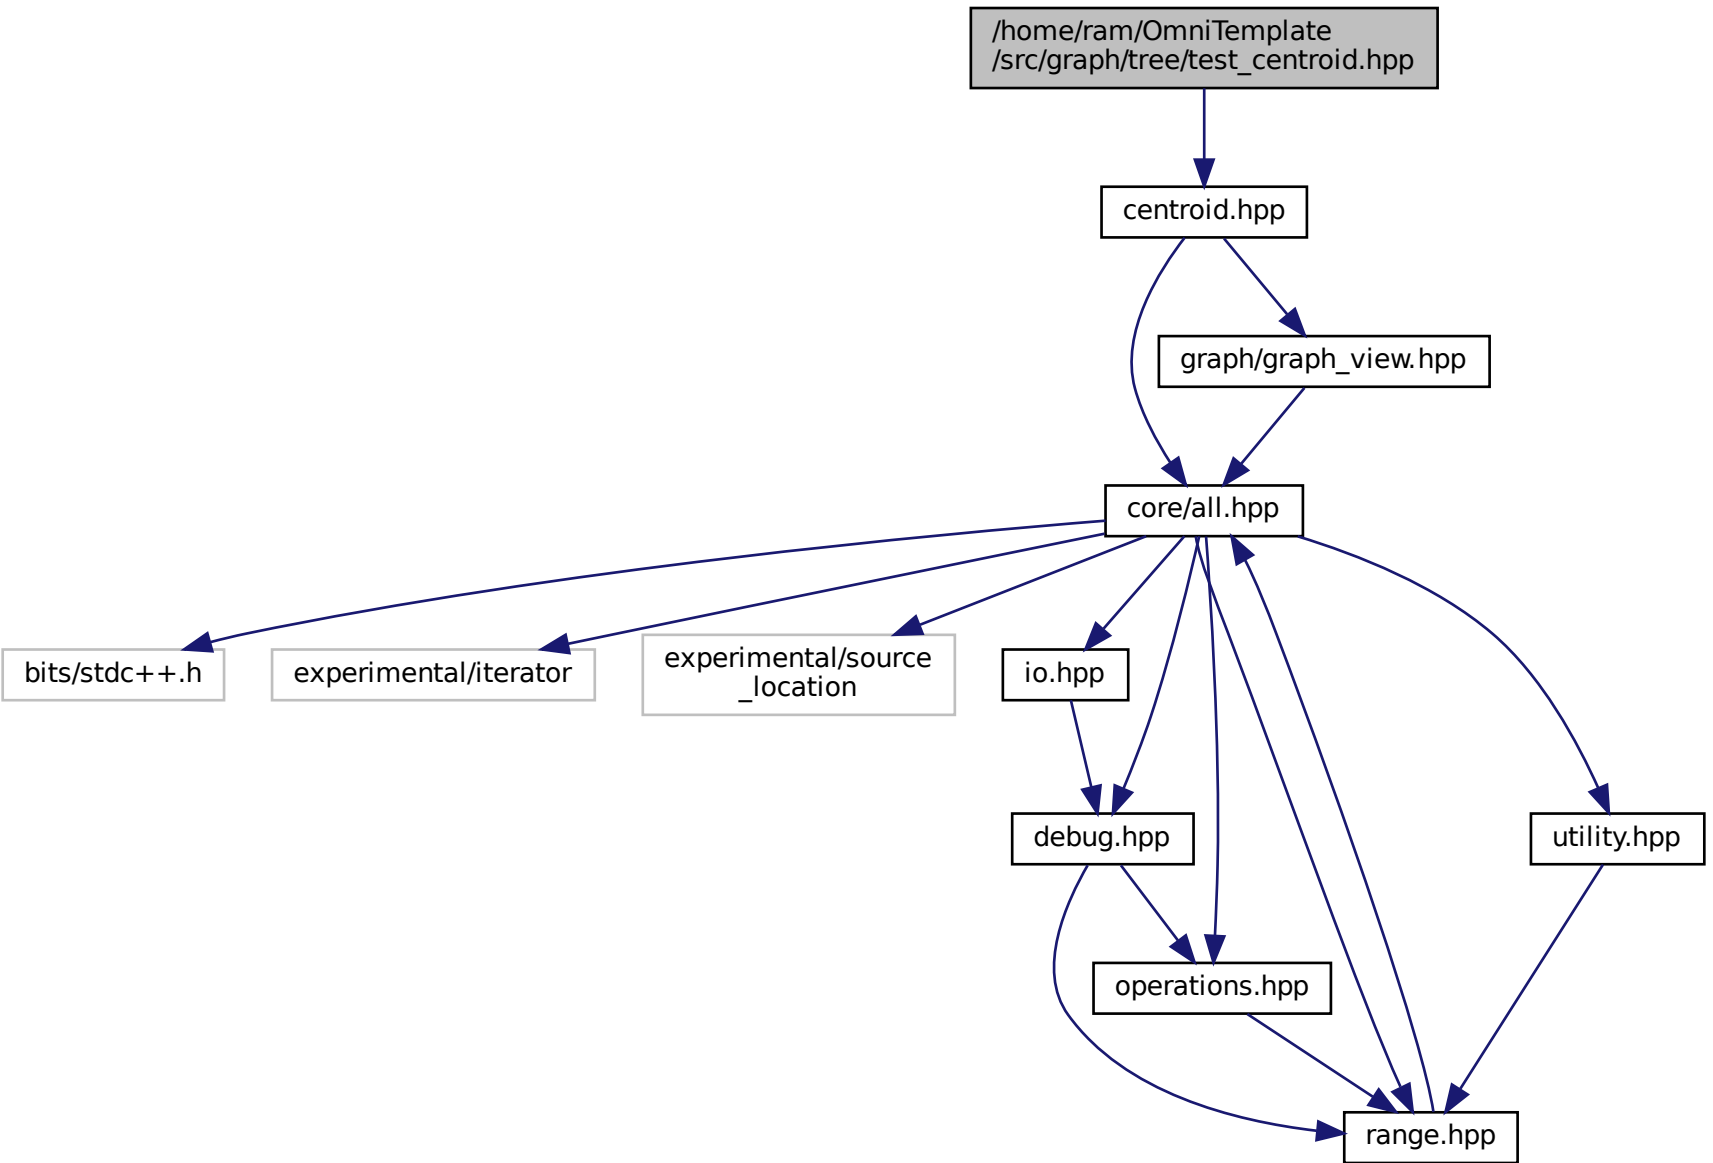 /home/ram/OmniTemplate
/src/graph/tree/test_centroid.hpp
centroid.hpp
graph/graph_view.hpp
core/all.hpp
bits/stdc++.h
experimental/iterator
experimental/source
_location
io.hpp
debug.hpp
utility.hpp
operations.hpp
range.hpp